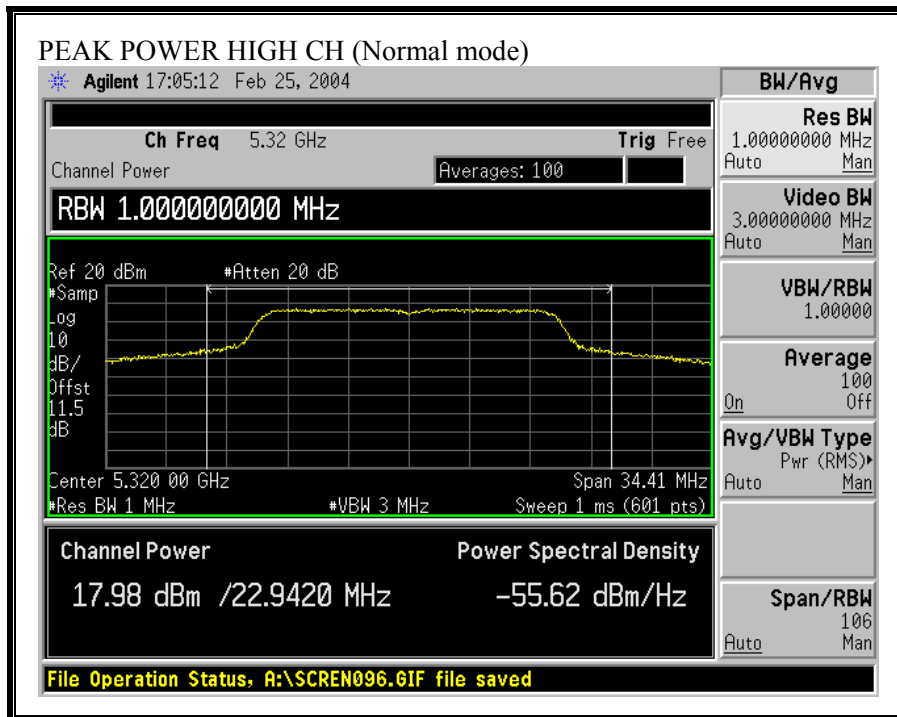 PEAK POWER HIGH CH (Normal mode)
Agilent 17:05:12 Feb 25, 2004
BW/Avg
Ch Freq 5.32 GHz Trig Free
Channel Power Averages: 100
RBW 1.000000000 MHz
Ref 20 dBm #Atten 20 dB
#Samp
Log
10
dB/
Offst
11.5
dB
Center 5.320 00 GHz Span 34.41 MHz
#Res BW 1 MHz #VBW 3 MHz Sweep 1 ms (601 pts)
Channel Power Power Spectral Density
17.98 dBm /22.9420 MHz -55.62 dBm/Hz
File Operation Status, A:\SCREN096.GIF file saved
Res BW
1.00000000 MHz
Auto Man
Video BW
3.00000000 MHz
Auto Man
VBW/RBW
1.00000
Average
100
On Off
Avg/VBW Type
Pwr (RMS)▸
Auto Man
Span/RBW
106
Auto Man